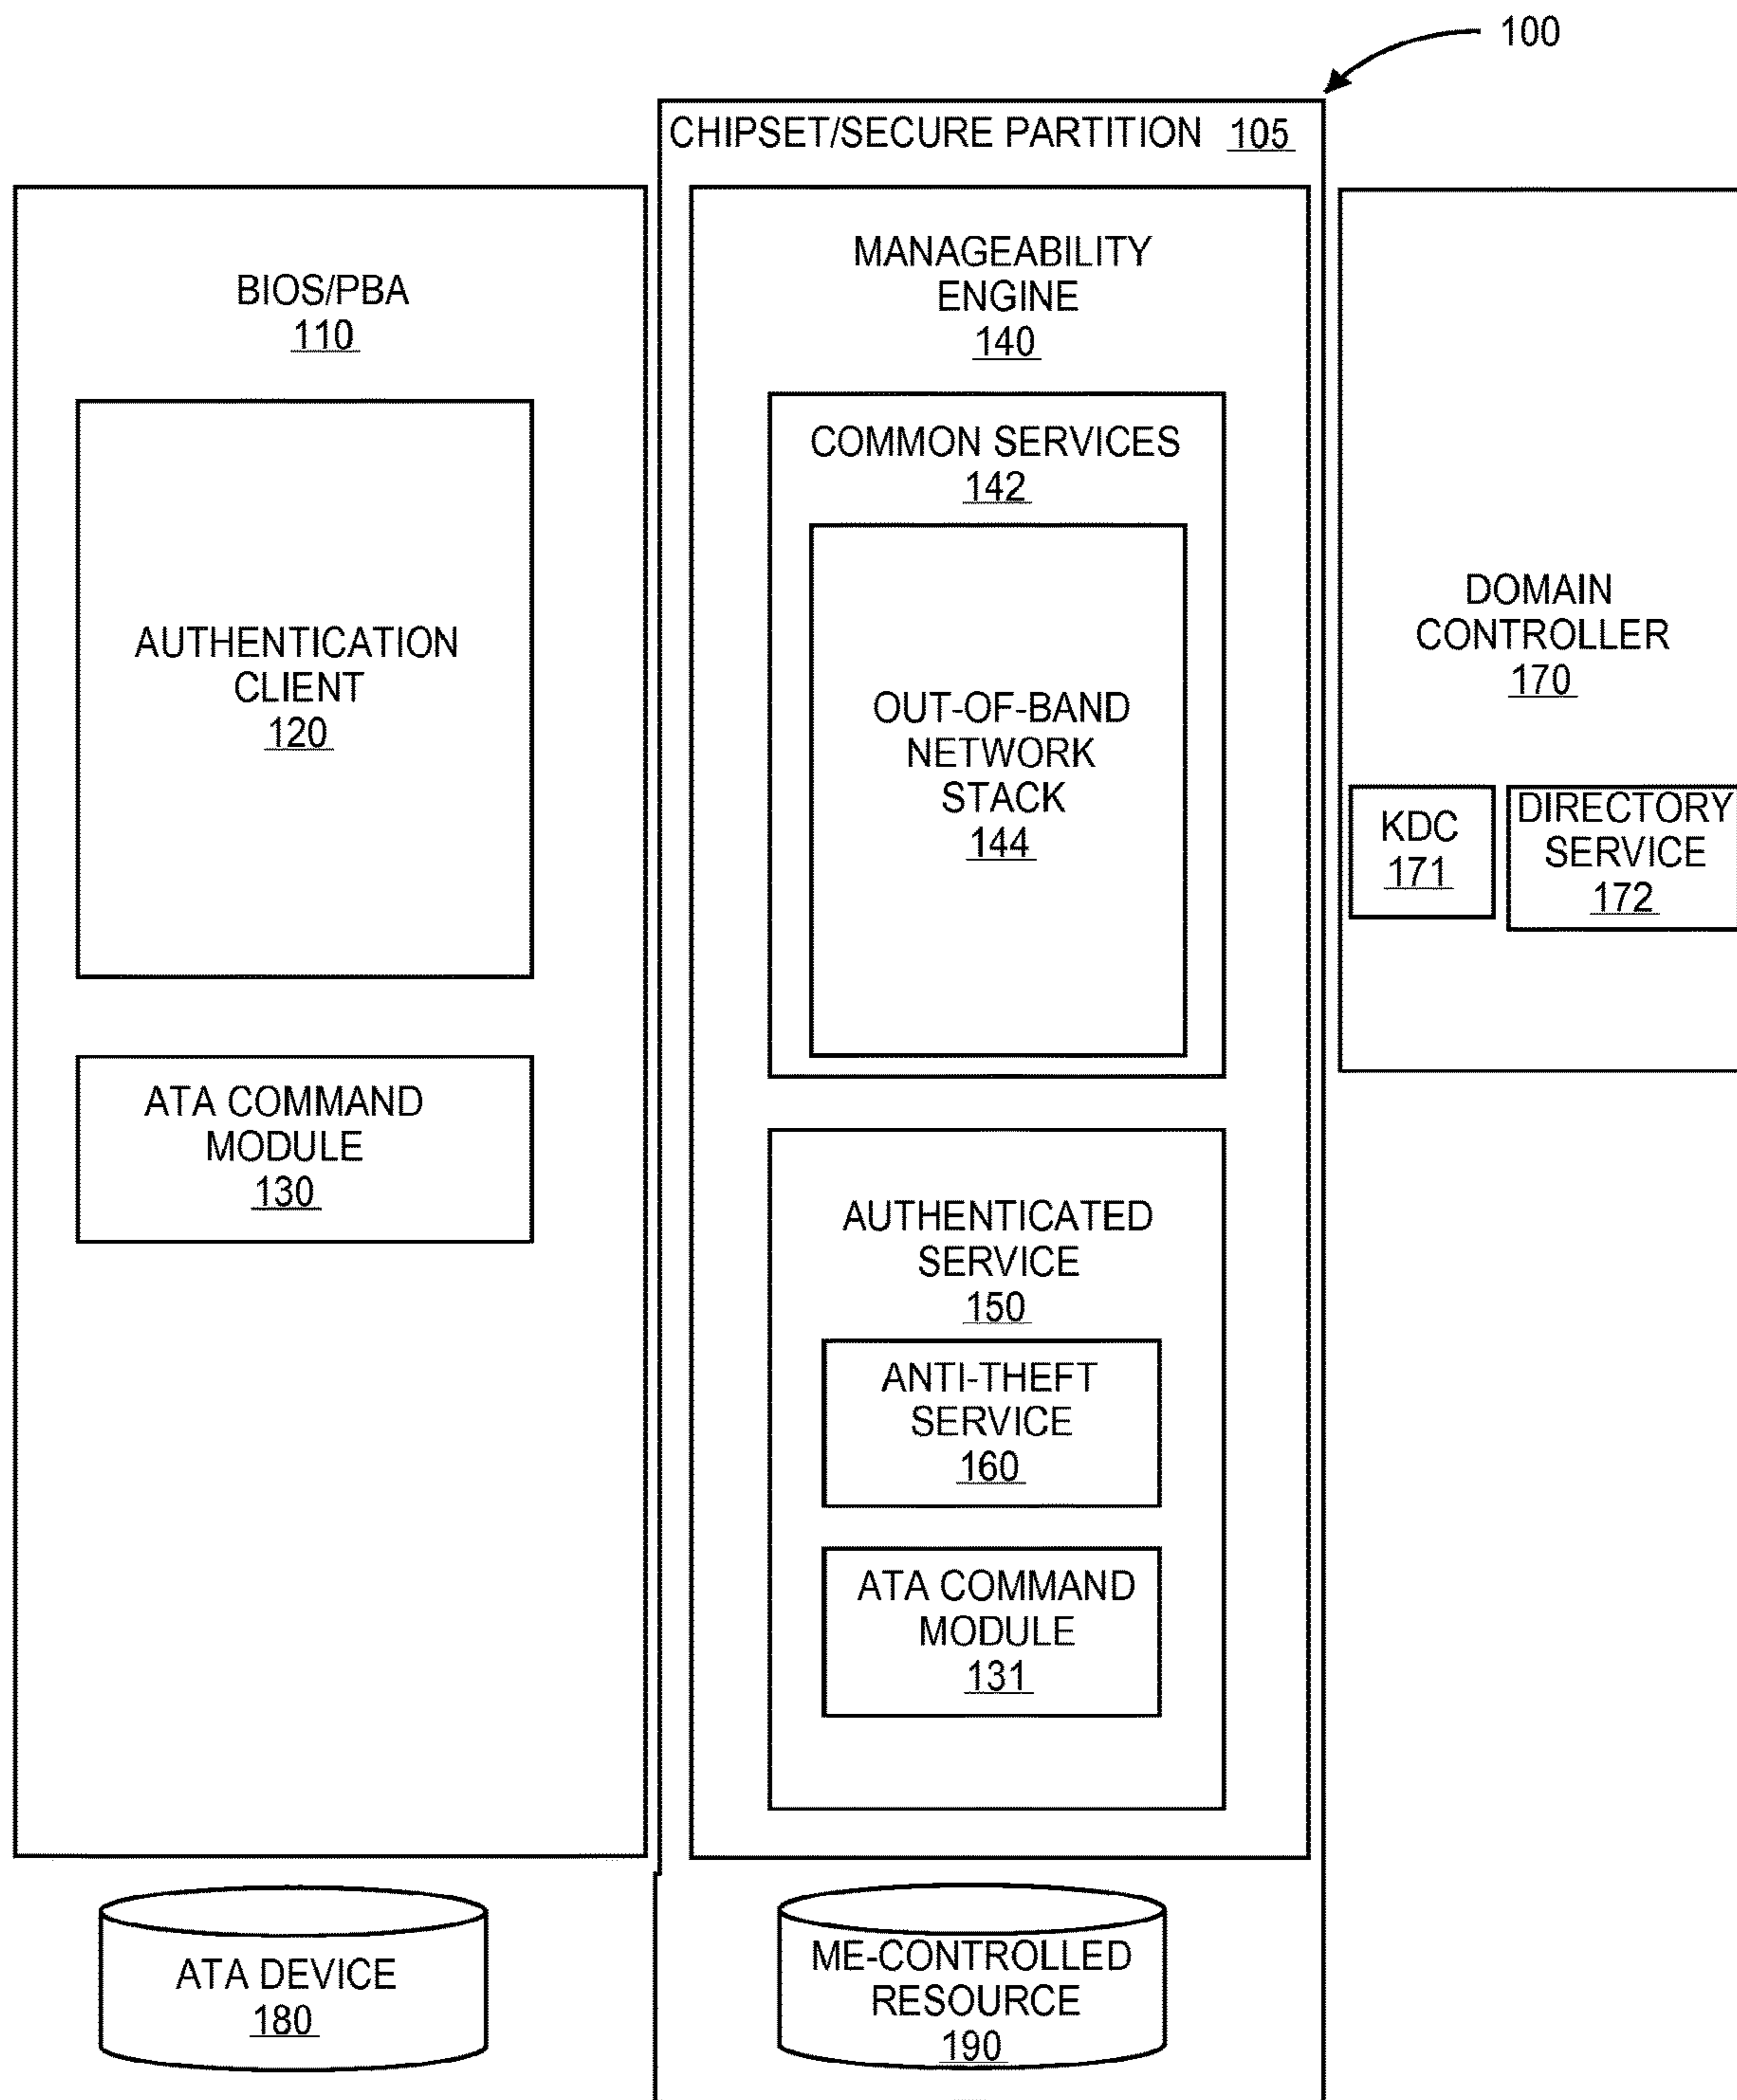 100
CHIPSET/SECURE PARTITION 105
BIOS/PBA
110
AUTHENTICATION
CLIENT
120
ATA COMMAND
MODULE
130
MANAGEABILITY
ENGINE
140
COMMON SERVICES
142
OUT-OF-BAND
NETWORK
STACK
144
AUTHENTICATED
SERVICE
150
ANTI-THEFT
SERVICE
160
ATA COMMAND
MODULE
131
DOMAIN
CONTROLLER
170
KDC
171
DIRECTORY
SERVICE
172
ATA DEVICE
180
ME-CONTROLLED
RESOURCE
190